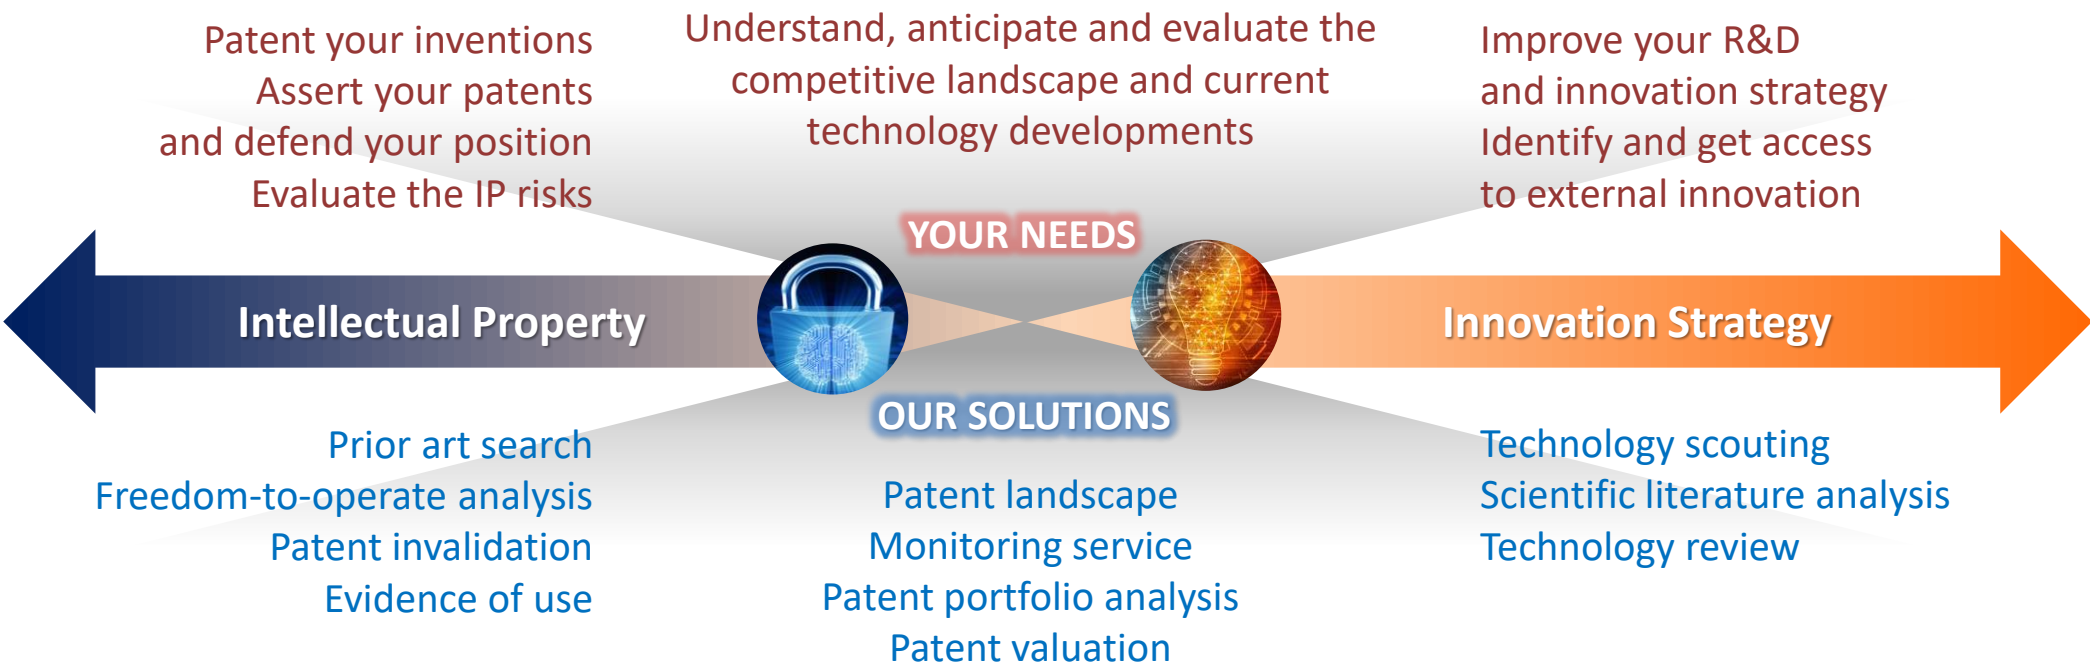 Patent your inventions
Assert your patents
and defend your position
Evaluate the IP risks
Understand, anticipate and evaluate the
competitive landscape and current
technology developments
Improve your R&D
and innovation strategy
Identify and get access
to external innovation
YOUR NEEDS
Intellectual Property
Innovation Strategy
OUR SOLUTIONS
Prior art search
Freedom-to-operate analysis
Patent invalidation
Evidence of use
Patent landscape
Monitoring service
Patent portfolio analysis
Patent valuation
Technology scouting
Scientific literature analysis
Technology review